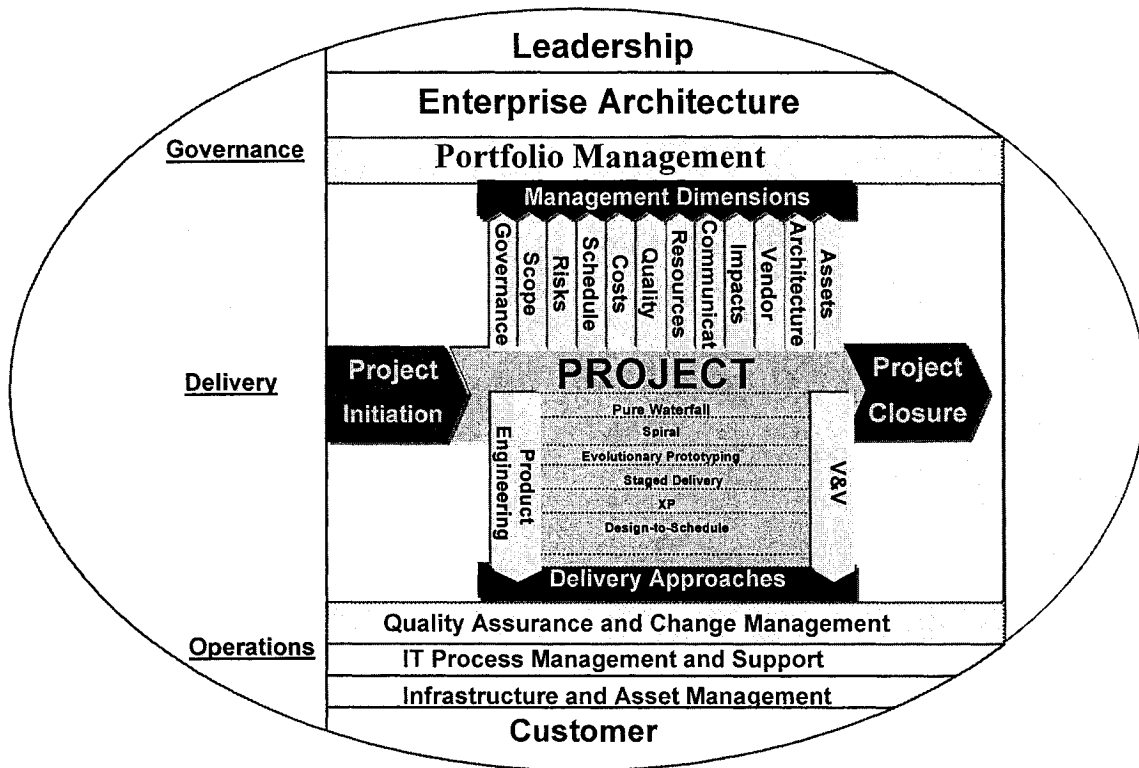 Leadership
Enterprise Architecture
Governance
Portfolio Management
Management Dimensions
Governance
Scope
Risks
Schedule
Costs
Quality
Resources
Communicat
Impacts
Vendor
Architecture
Assets
Delivery
Project
Initiation
PROJECT
Project
Closure
Product
Engineering
Pure Waterfall
Spiral
Evolutionary Prototyping
Staged Delivery
XP
Design-to-Schedule
V&V
Delivery Approaches
Operations
Quality Assurance and Change Management
IT Process Management and Support
Infrastructure and Asset Management
Customer